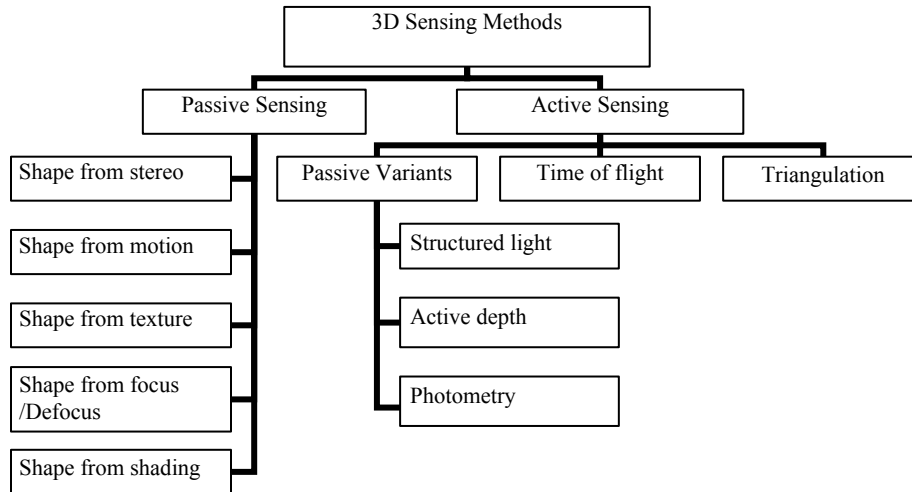 3D Sensing Methods
Passive Sensing
Active Sensing
Shape from stereo
Shape from motion
Shape from texture
Shape from focus
/Defocus
Shape from shading
Passive Variants
Time of flight
Triangulation
Structured light
Active depth
Photometry